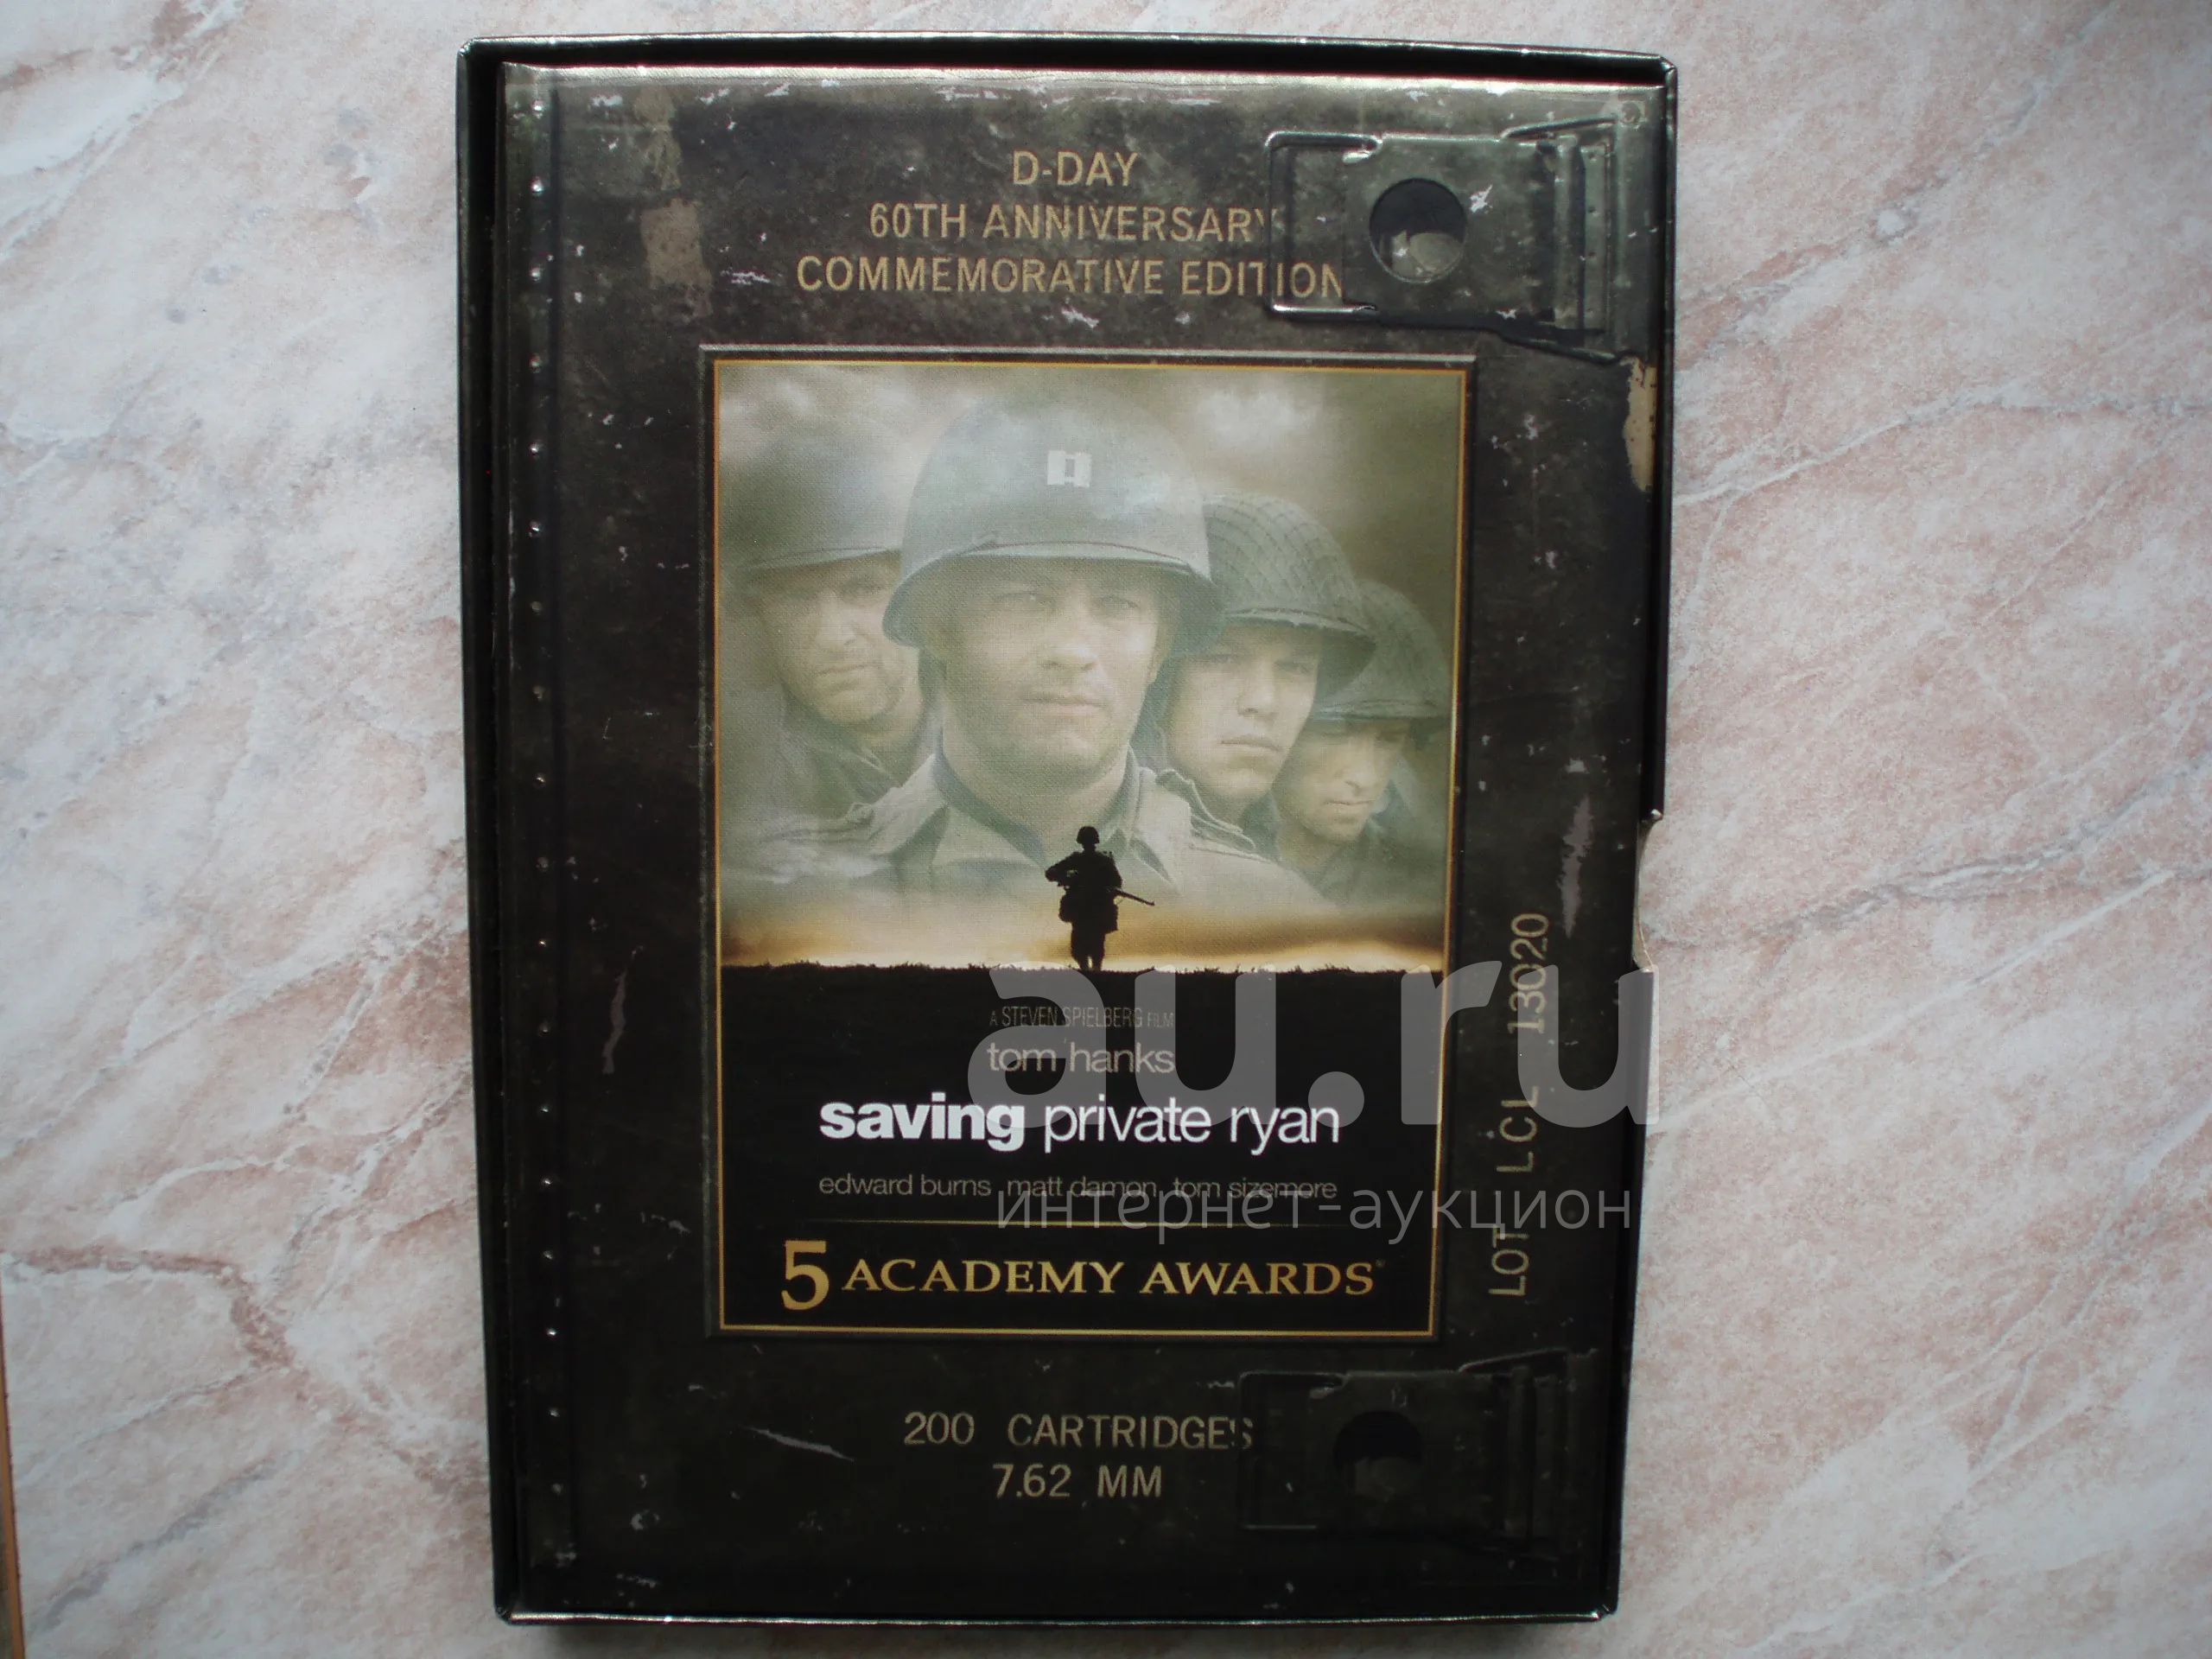 D-DAY
60TH ANNIVERSARY
COMMEMORATIVE EDITION
A STEVEN SPIELBERG FILM
tom hanks
saving private ryan
edward burns matt damon tom sizemore
5 ACADEMY AWARDS
200 CARTRIDGES
7.62 MM
LOT LCL 13020
au.ru
интернет-аукцион